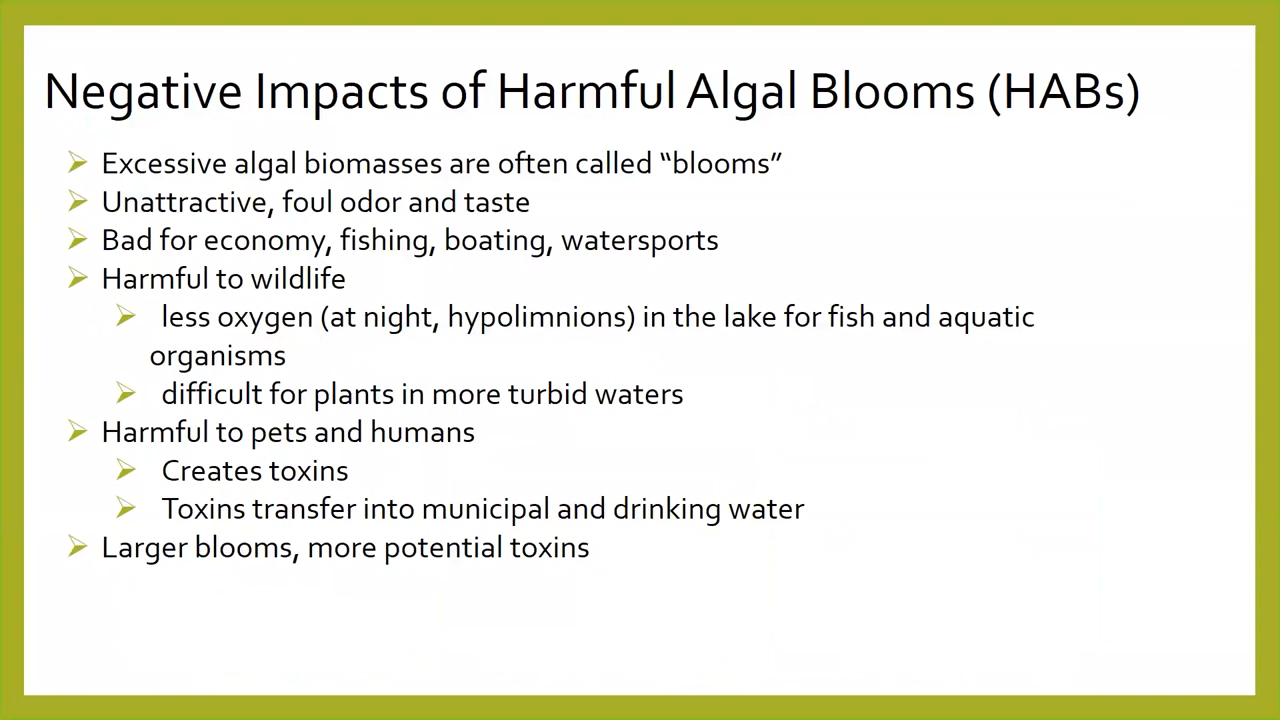 Negative Impacts of Harmful Algal Blooms (HABs)
Excessive algal biomasses are often called “blooms”
Unattractive, foul odor and taste
Bad for economy, fishing, boating, watersports
Harmful to wildlife
less oxygen (at night, hypolimnions) in the lake for fish and aquatic
organisms
difficult for plants in more turbid waters
Harmful to pets and humans
Creates toxins
Toxins transfer into municipal and drinking water
Larger blooms, more potential toxins